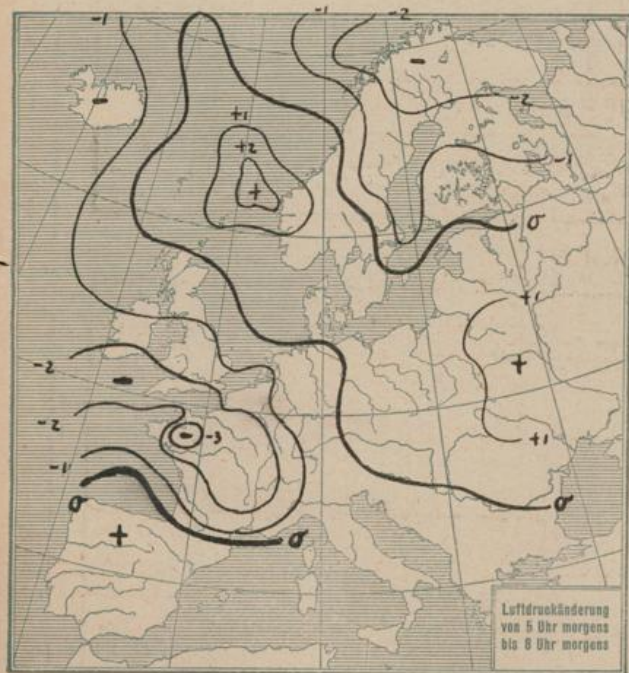 -1
-1
-2
-
-
-2
+1
+2
+
-1
σ
+1
+
+1
-2
-
-2
-
-3
-1
σ
σ
σ
+
Luftdruckänderung
von 5 Uhr morgens
bis 8 Uhr morgens